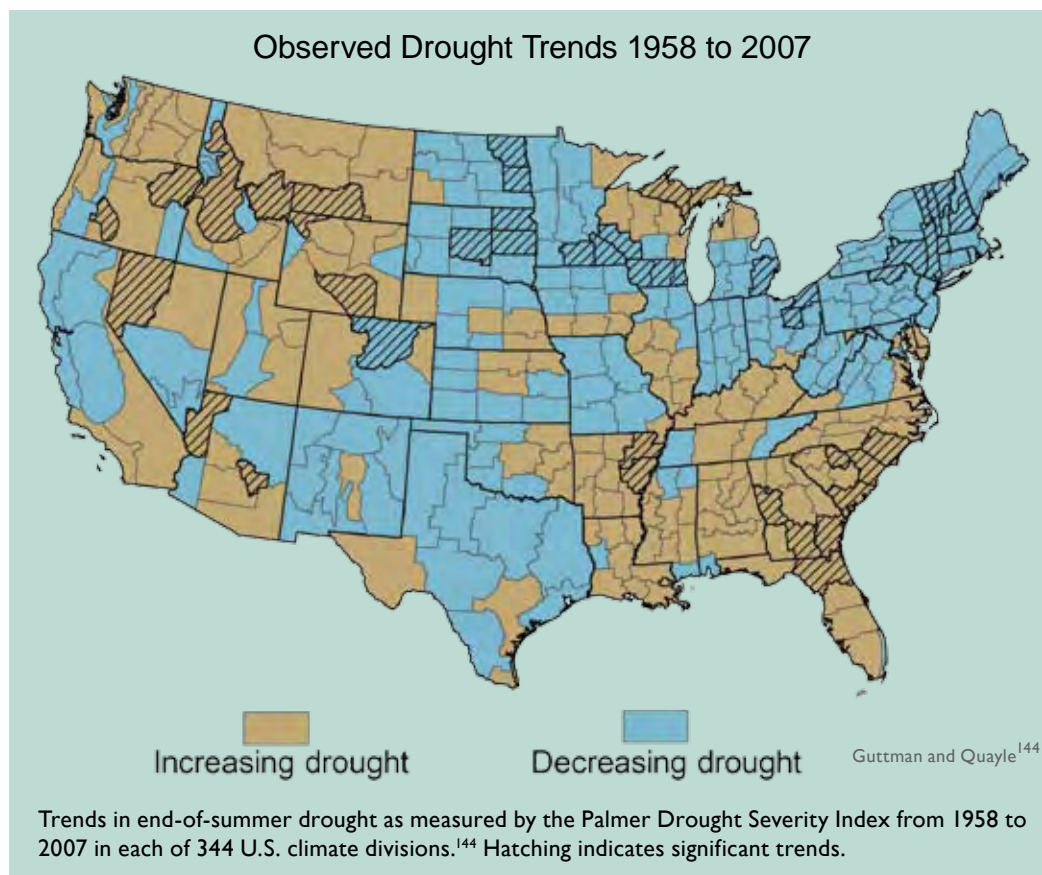 Observed Drought Trends 1958 to 2007
Increasing drought
Decreasing drought
Guttman and Quayle144
Trends in end-of-summer drought as measured by the Palmer Drought Severity Index from 1958 to
2007 in each of 344 U.S. climate divisions.144 Hatching indicates significant trends.